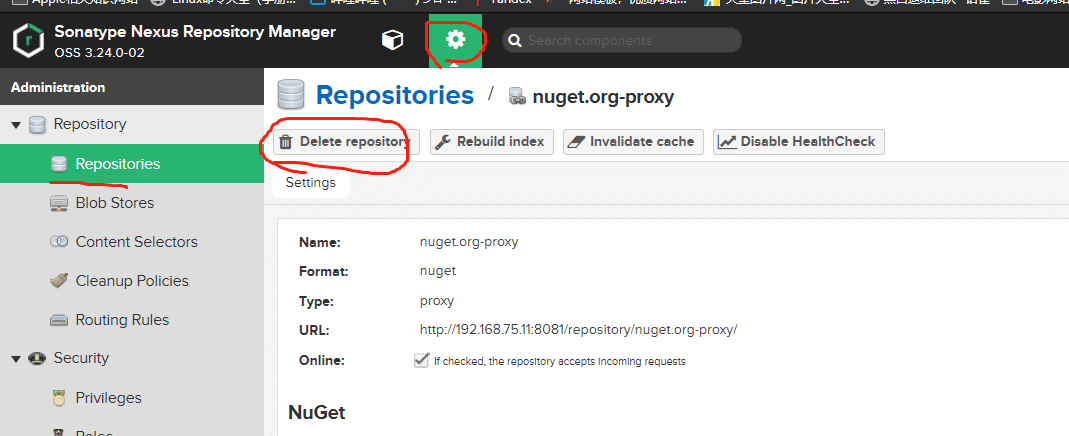 Sonatype Nexus Repository Manager
OSS 3.24.0-02
Search components
Administration
Repositories / nuget.org-proxy
Repository
Delete repository Rebuild index Invalidate cache Disable HealthCheck
Repositories
Settings
Blob Stores
Content Selectors
Name: nuget.org-proxy
Format: nuget
Cleanup Policies
Type: proxy
Routing Rules
URL: http://192.168.75.11:8081/repository/nuget.org-proxy/
Security
Online: If checked, the repository accepts incoming requests
Privileges
NuGet